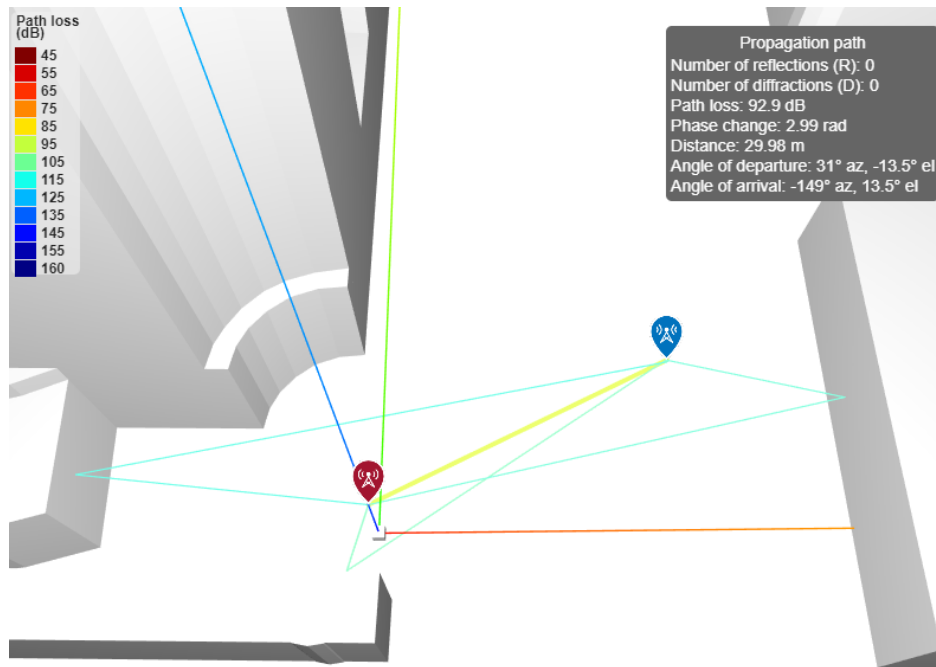 Path loss
(dB)
45
55
65
75
85
95
105
115
125
135
145
155
160
Propagation path
Number of reflections (R): 0
Number of diffractions (D): 0
Path loss: 92.9 dB
Phase change: 2.99 rad
Distance: 29.98 m
Angle of departure: 31° az, -13.5° el
Angle of arrival: -149° az, 13.5° el